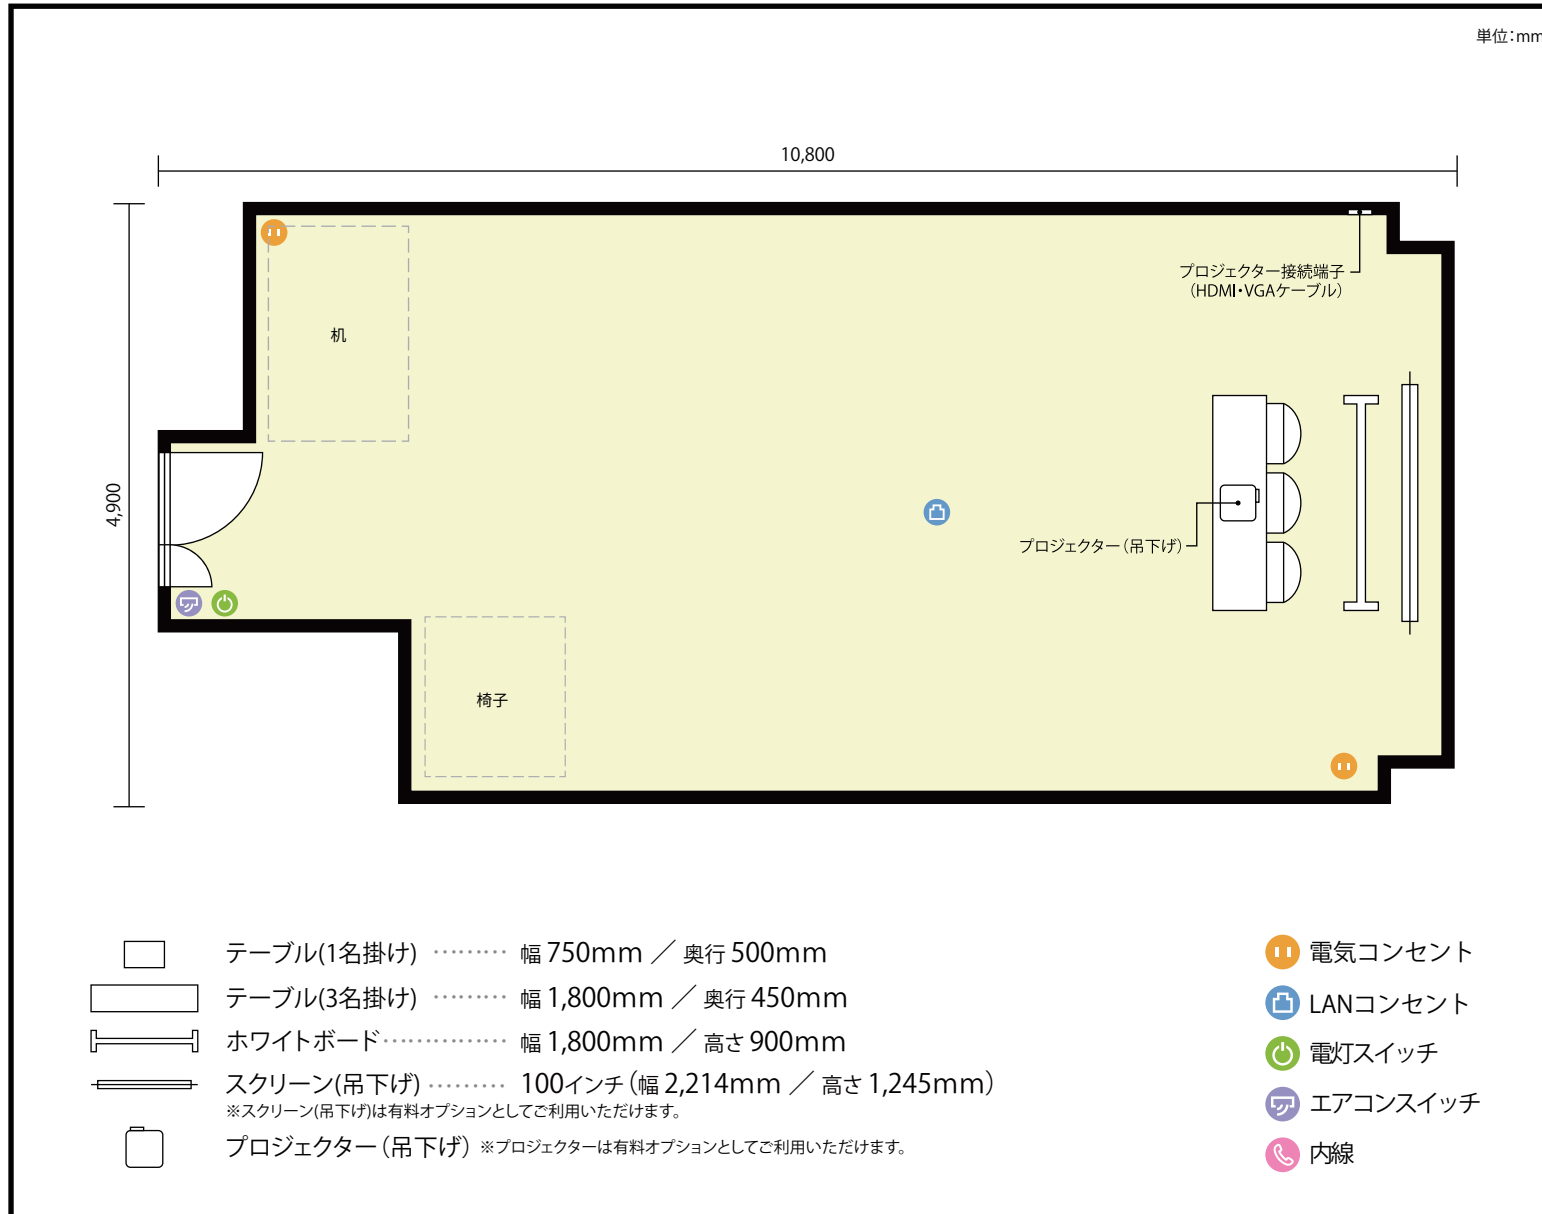 単位:mm
10,800
4,900
プロジェクター接続端子
(HDMI・VGAケーブル)
机
プロジェクター(吊下げ)
椅子
テーブル(1名掛け) ········· 幅 750mm ／ 奥行 500mm
テーブル(3名掛け) ········· 幅 1,800mm ／ 奥行 450mm
ホワイトボード··············· 幅 1,800mm ／ 高さ 900mm
スクリーン(吊下げ) ········· 100インチ(幅 2,214mm ／ 高さ 1,245mm)
※スクリーン(吊下げ)は有料オプションとしてご利用いただけます。
プロジェクター(吊下げ) ※プロジェクターは有料オプションとしてご利用いただけます。
電気コンセント
LANコンセント
電灯スイッチ
エアコンスイッチ
内線